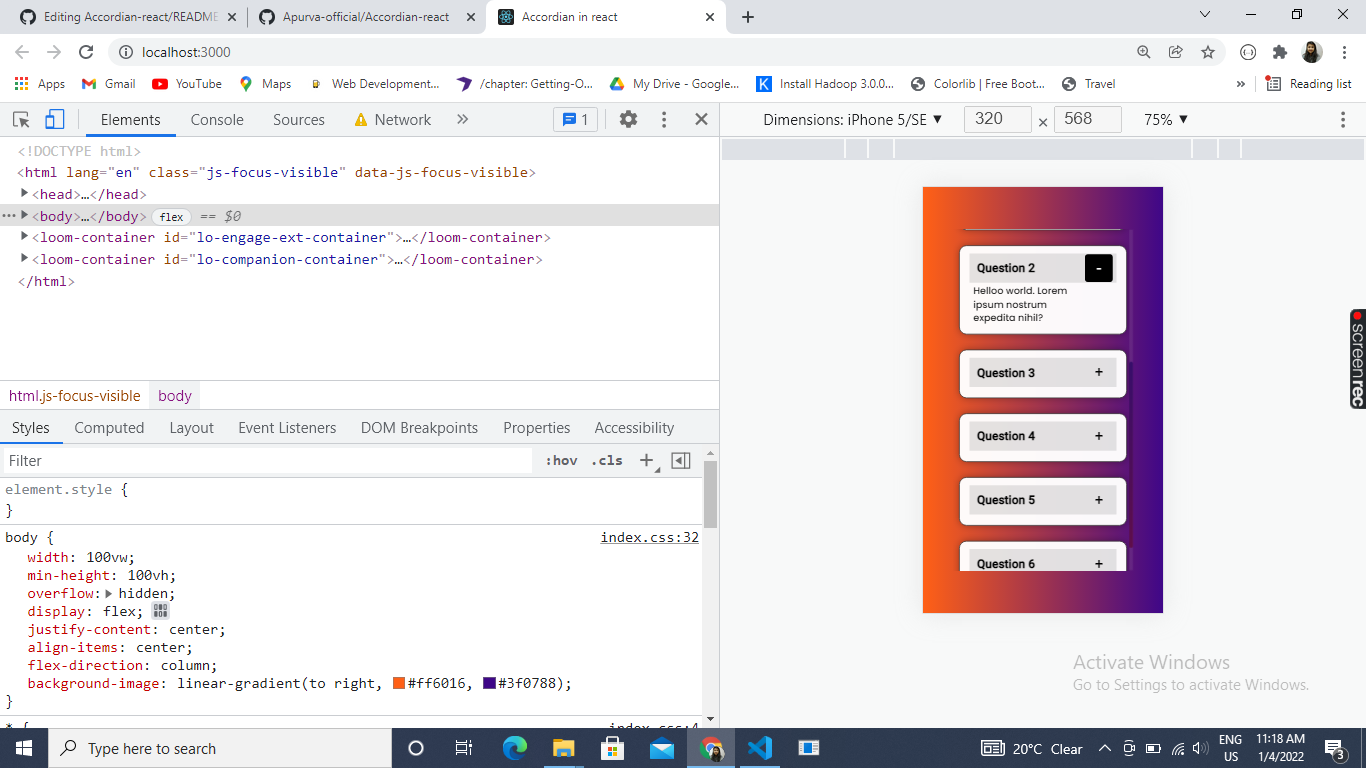 Editing Accordian-react/README
Apurva-official/Accordian-react
Accordian in react
localhost:3000
Apps
Gmail
YouTube
Maps
Web Development...
/chapter: Getting-O...
My Drive - Google...
Install Hadoop 3.0.0...
Colorlib | Free Boot...
Travel
»
Reading list
Elements
Console
Sources
Network
»
1
Dimensions: iPhone 5/SE ▼
320
×
568
75% ▼
<!DOCTYPE html>
<html lang="en" class="js-focus-visible" data-js-focus-visible>
<head>…</head>
<body>…</body> flex == $0
<loom-container id="lo-engage-ext-container">…</loom-container>
<loom-container id="lo-companion-container">…</loom-container>
</html>
html.js-focus-visible
body
Styles
Computed
Layout
Event Listeners
DOM Breakpoints
Properties
Accessibility
Filter
:hov
.cls
+
element.style {
}
body {
index.css:32
width: 100vw;
min-height: 100vh;
overflow: hidden;
display: flex;
justify-content: center;
align-items: center;
flex-direction: column;
background-image: linear-gradient(to right, #ff6016, #3f0788);
}
* {
index.css:4
Question 2
-
Helloo world. Lorem
ipsum nostrum
expedita nihil?
Question 3
+
Question 4
+
Question 5
+
Question 6
+
screenrec
Activate Windows
Go to Settings to activate Windows.
Type here to search
20°C Clear
ENG
US
11:18 AM
1/4/2022
3